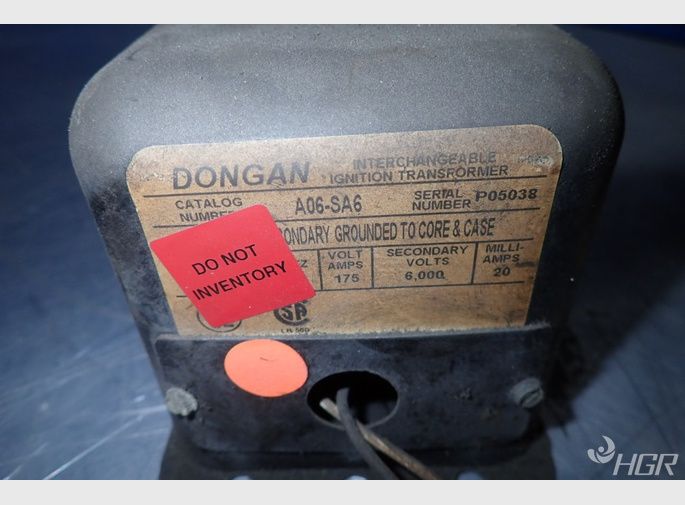 DONGAN
INTERCHANGEABLE
IGNITION TRANSFORMER
CATALOG
NUMBER
A06-SA6
SERIAL
NUMBER
P05038
GROUNDED TO CORE & CASE
DO NOT
INVENTORY
VOLT
AMPS
175
SECONDARY
VOLTS
6,000
MILLI-
AMPS
20
HGR